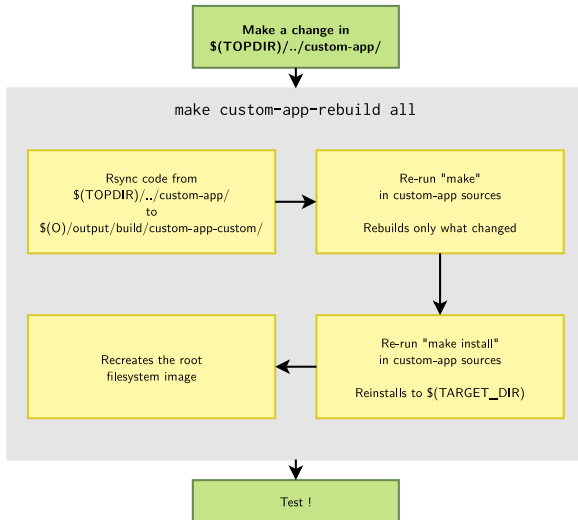 Make a change in
$(TOPDIR)/../custom-app/
make custom-app-rebuild all
Rsync code from
$(TOPDIR)/../custom-app/
to
$(O)/output/build/custom-app-custom/
Re-run "make"
in custom-app sources
Rebuilds only what changed
Re-run "make install"
in custom-app sources
Reinstalls to $(TARGET_DIR)
Recreates the root
filesystem image
Test !